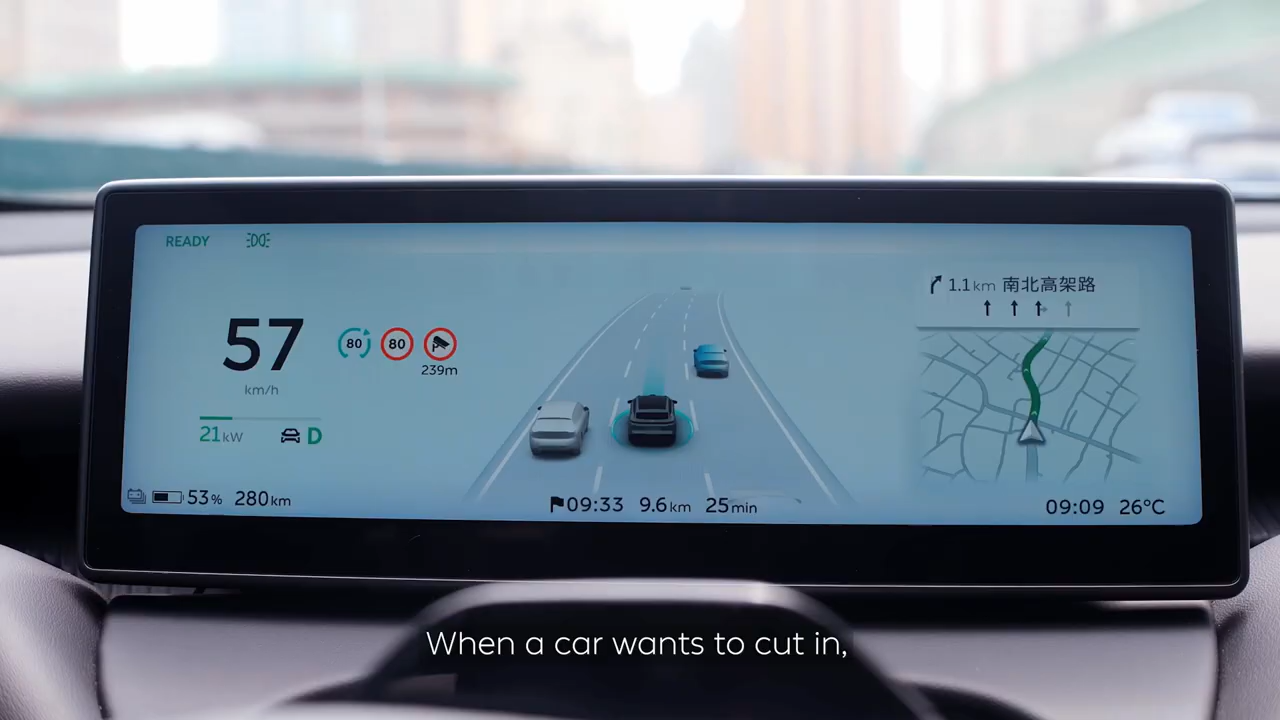 READY
57
km/h
80
80
239m
21kW
D
53% 280km
09:33 9.6km 25min
1.1km 南北高架路
09:09 26°C
When a car wants to cut in,